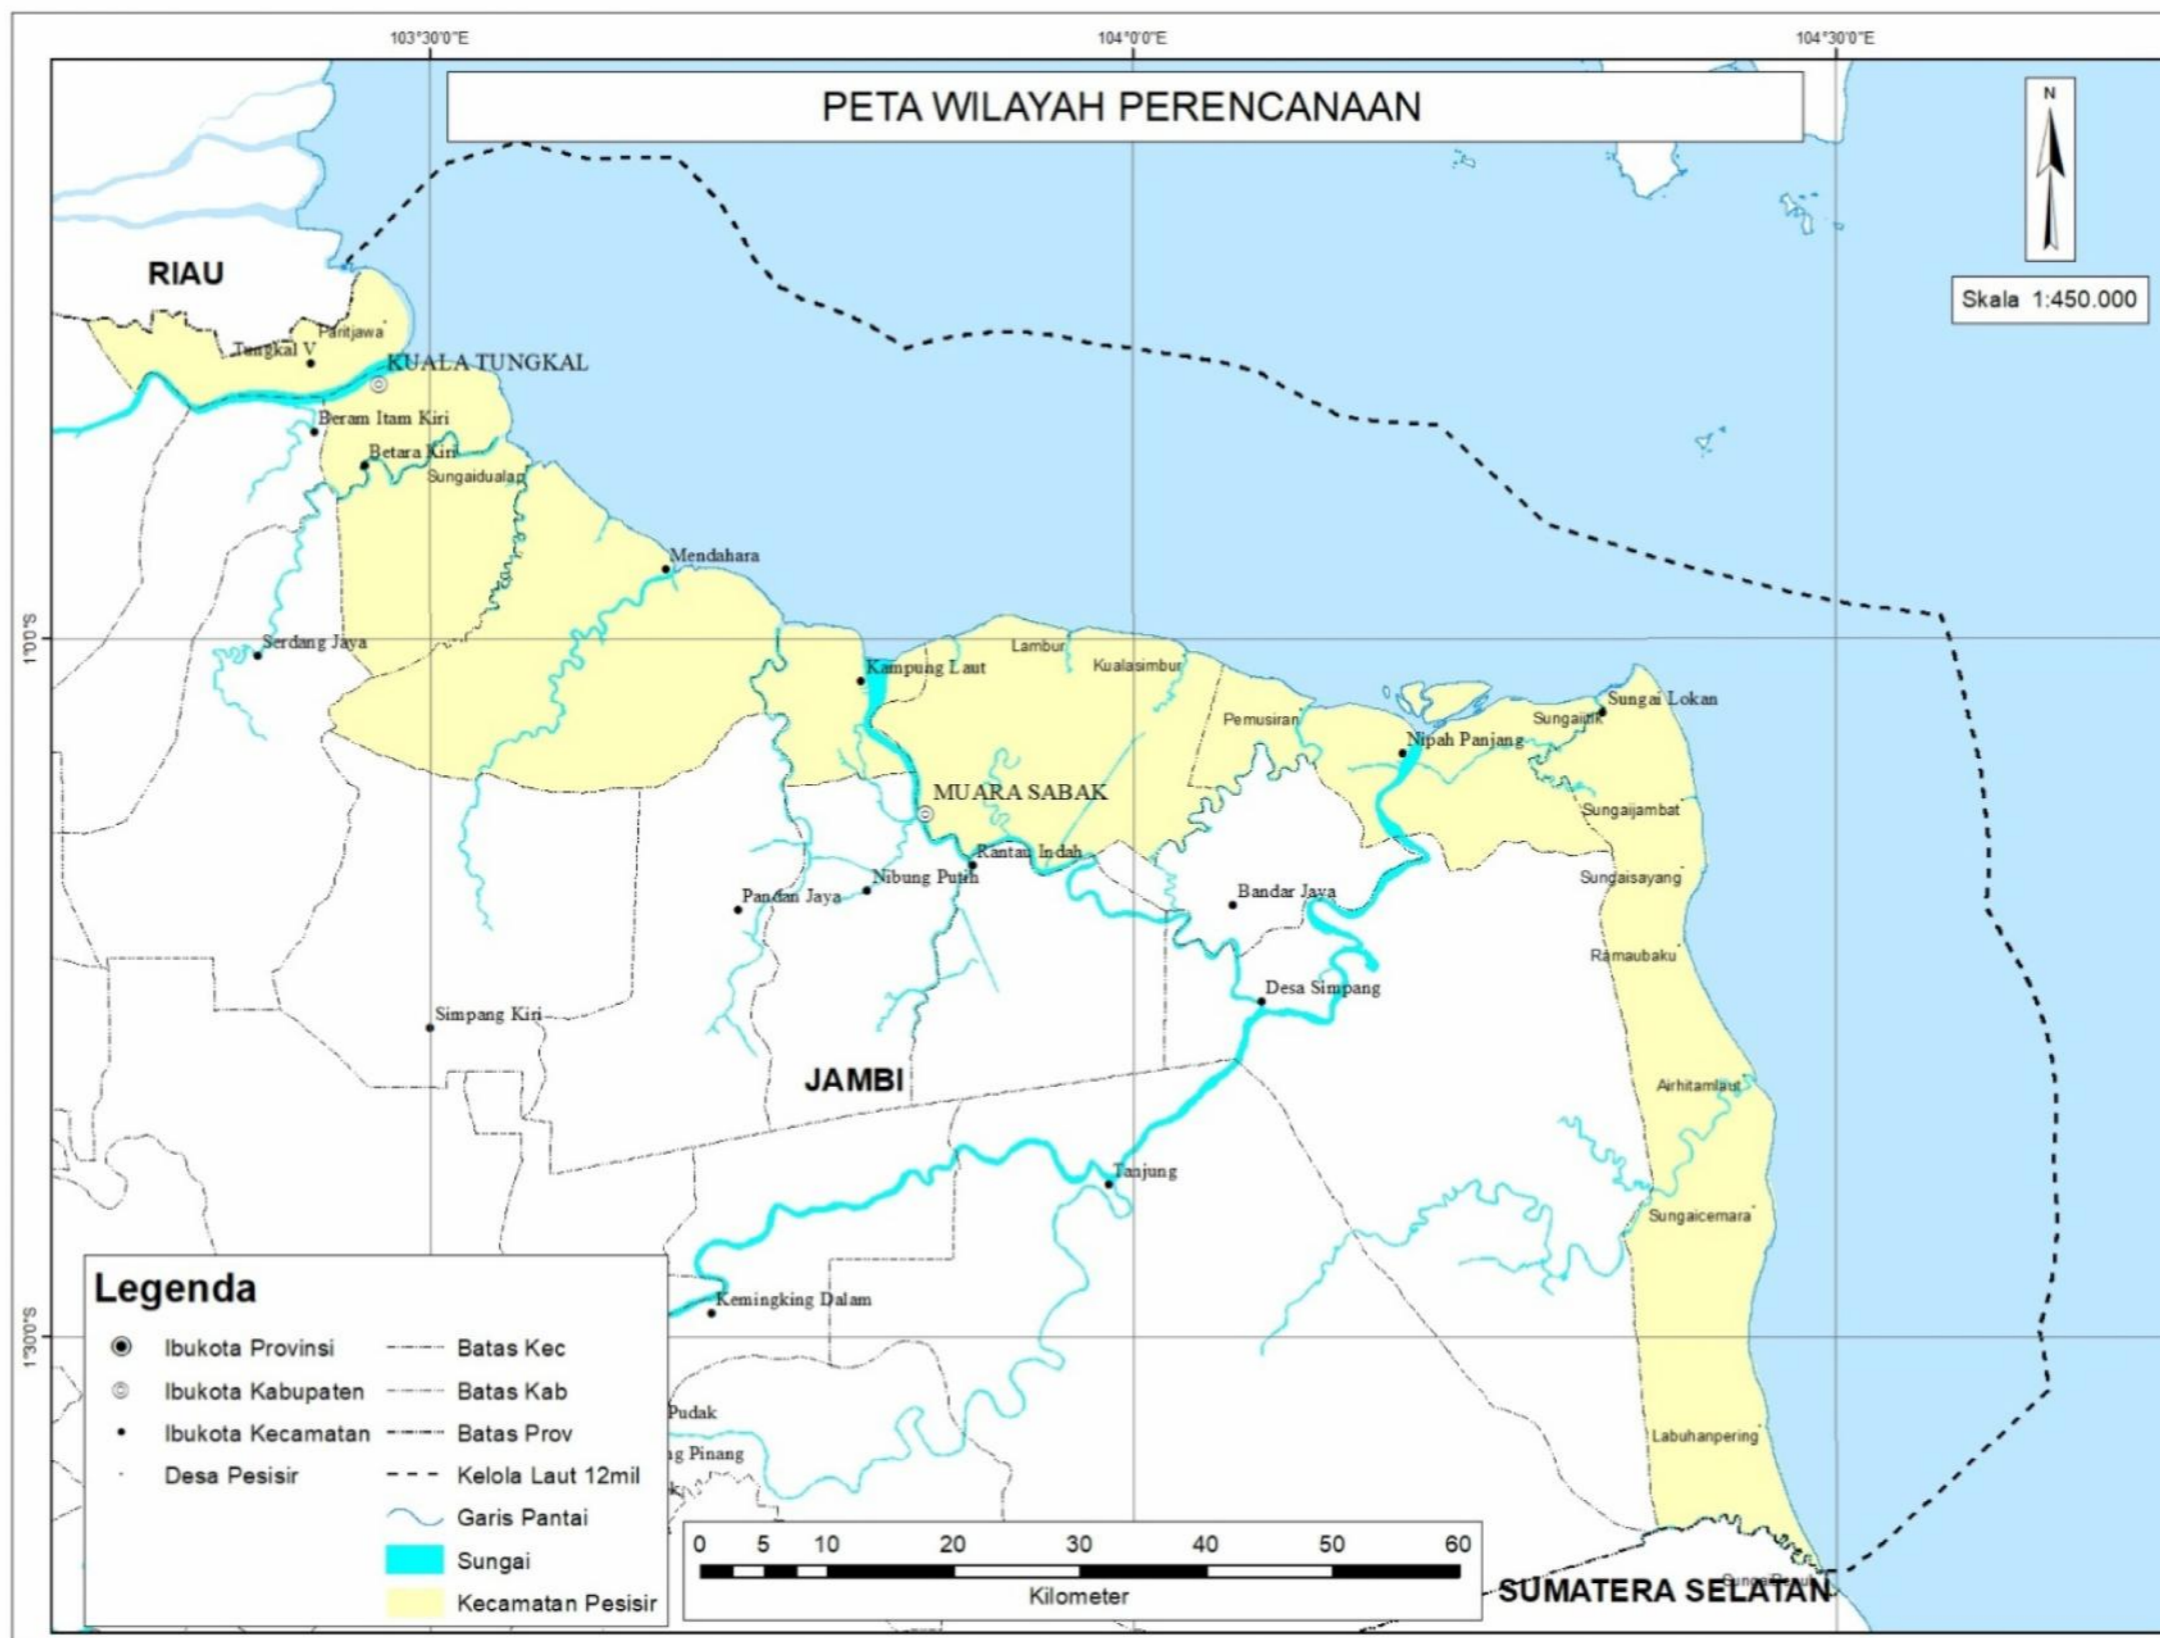 103°30'0"E
104°0'0"E
104°30'0"E
PETA WILAYAH PERENCANAAN
N
Skala 1:450.000
RIAU
Paritjawa
Tungkal V
KUALA TUNGKAL
Beram Itam Kiri
Betara Kiri
Sungaidualap
Mendahara
1°0'0"S
Serdang Jaya
Lambur
Kampung Laut
Kualasimbur
Sungai Lokan
Pemusiran
Sungaiitik
Nipah Panjang
MUARA SABAK
Sungaijambat
Rantau Indah
Nibung Putih
Sungaisayang
Pandan Jaya
Bandar Jaya
Ramaubaku
Desa Simpang
Simpang Kiri
JAMBI
Airhitamlaut
Tanjung
Sungaicemara
Kemingking Dalam
1°30'0"S
Pudak
ng Pinang
k
Labuhanpering
Legenda
Ibukota Provinsi
Ibukota Kabupaten
Ibukota Kecamatan
Desa Pesisir
Batas Kec
Batas Kab
Batas Prov
Kelola Laut 12mil
Garis Pantai
Sungai
Kecamatan Pesisir
0 5 10 20 30 40 50 60
Kilometer
SUMATERA SELATAN